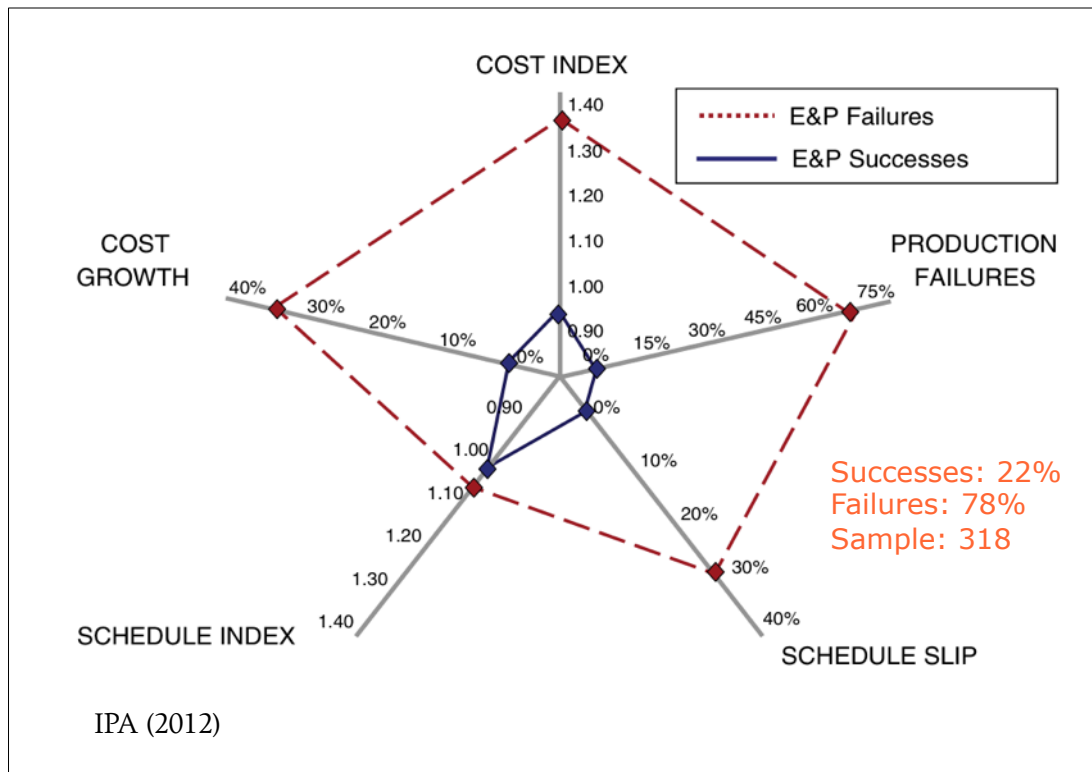 COST INDEX
1.40
1.30
1.20
1.10
1.00
0.90
E&P Failures
E&P Successes
PRODUCTION
FAILURES
75%
60%
45%
30%
15%
0%
COST
GROWTH
40%
30%
20%
10%
0%
0.90
1.00
1.10
1.20
1.30
1.40
SCHEDULE INDEX
0%
10%
20%
30%
40%
SCHEDULE SLIP
Successes: 22%
Failures: 78%
Sample: 318
IPA (2012)